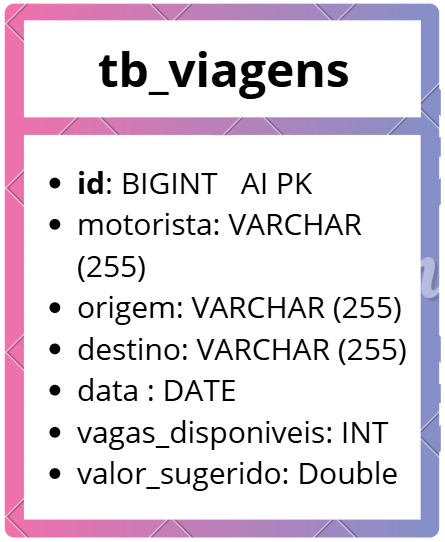 tb_viagens
• id: BIGINT   AI PK
• motorista: VARCHAR
(255)
• origem: VARCHAR (255)
• destino: VARCHAR (255)
• data : DATE
• vagas_disponiveis: INT
• valor_sugerido: Double